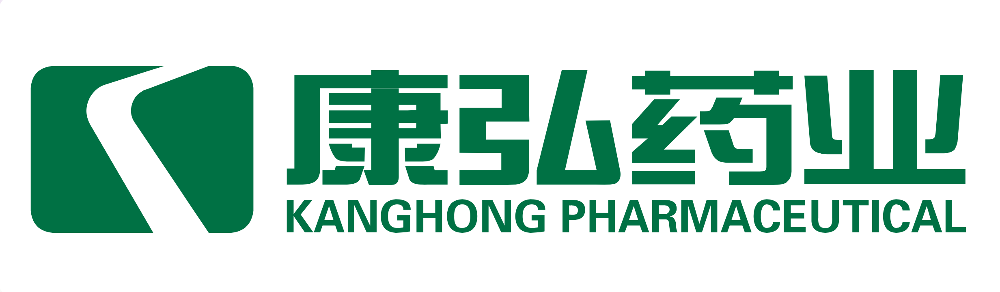 康弘药业
KANGHONG PHARMACEUTICAL